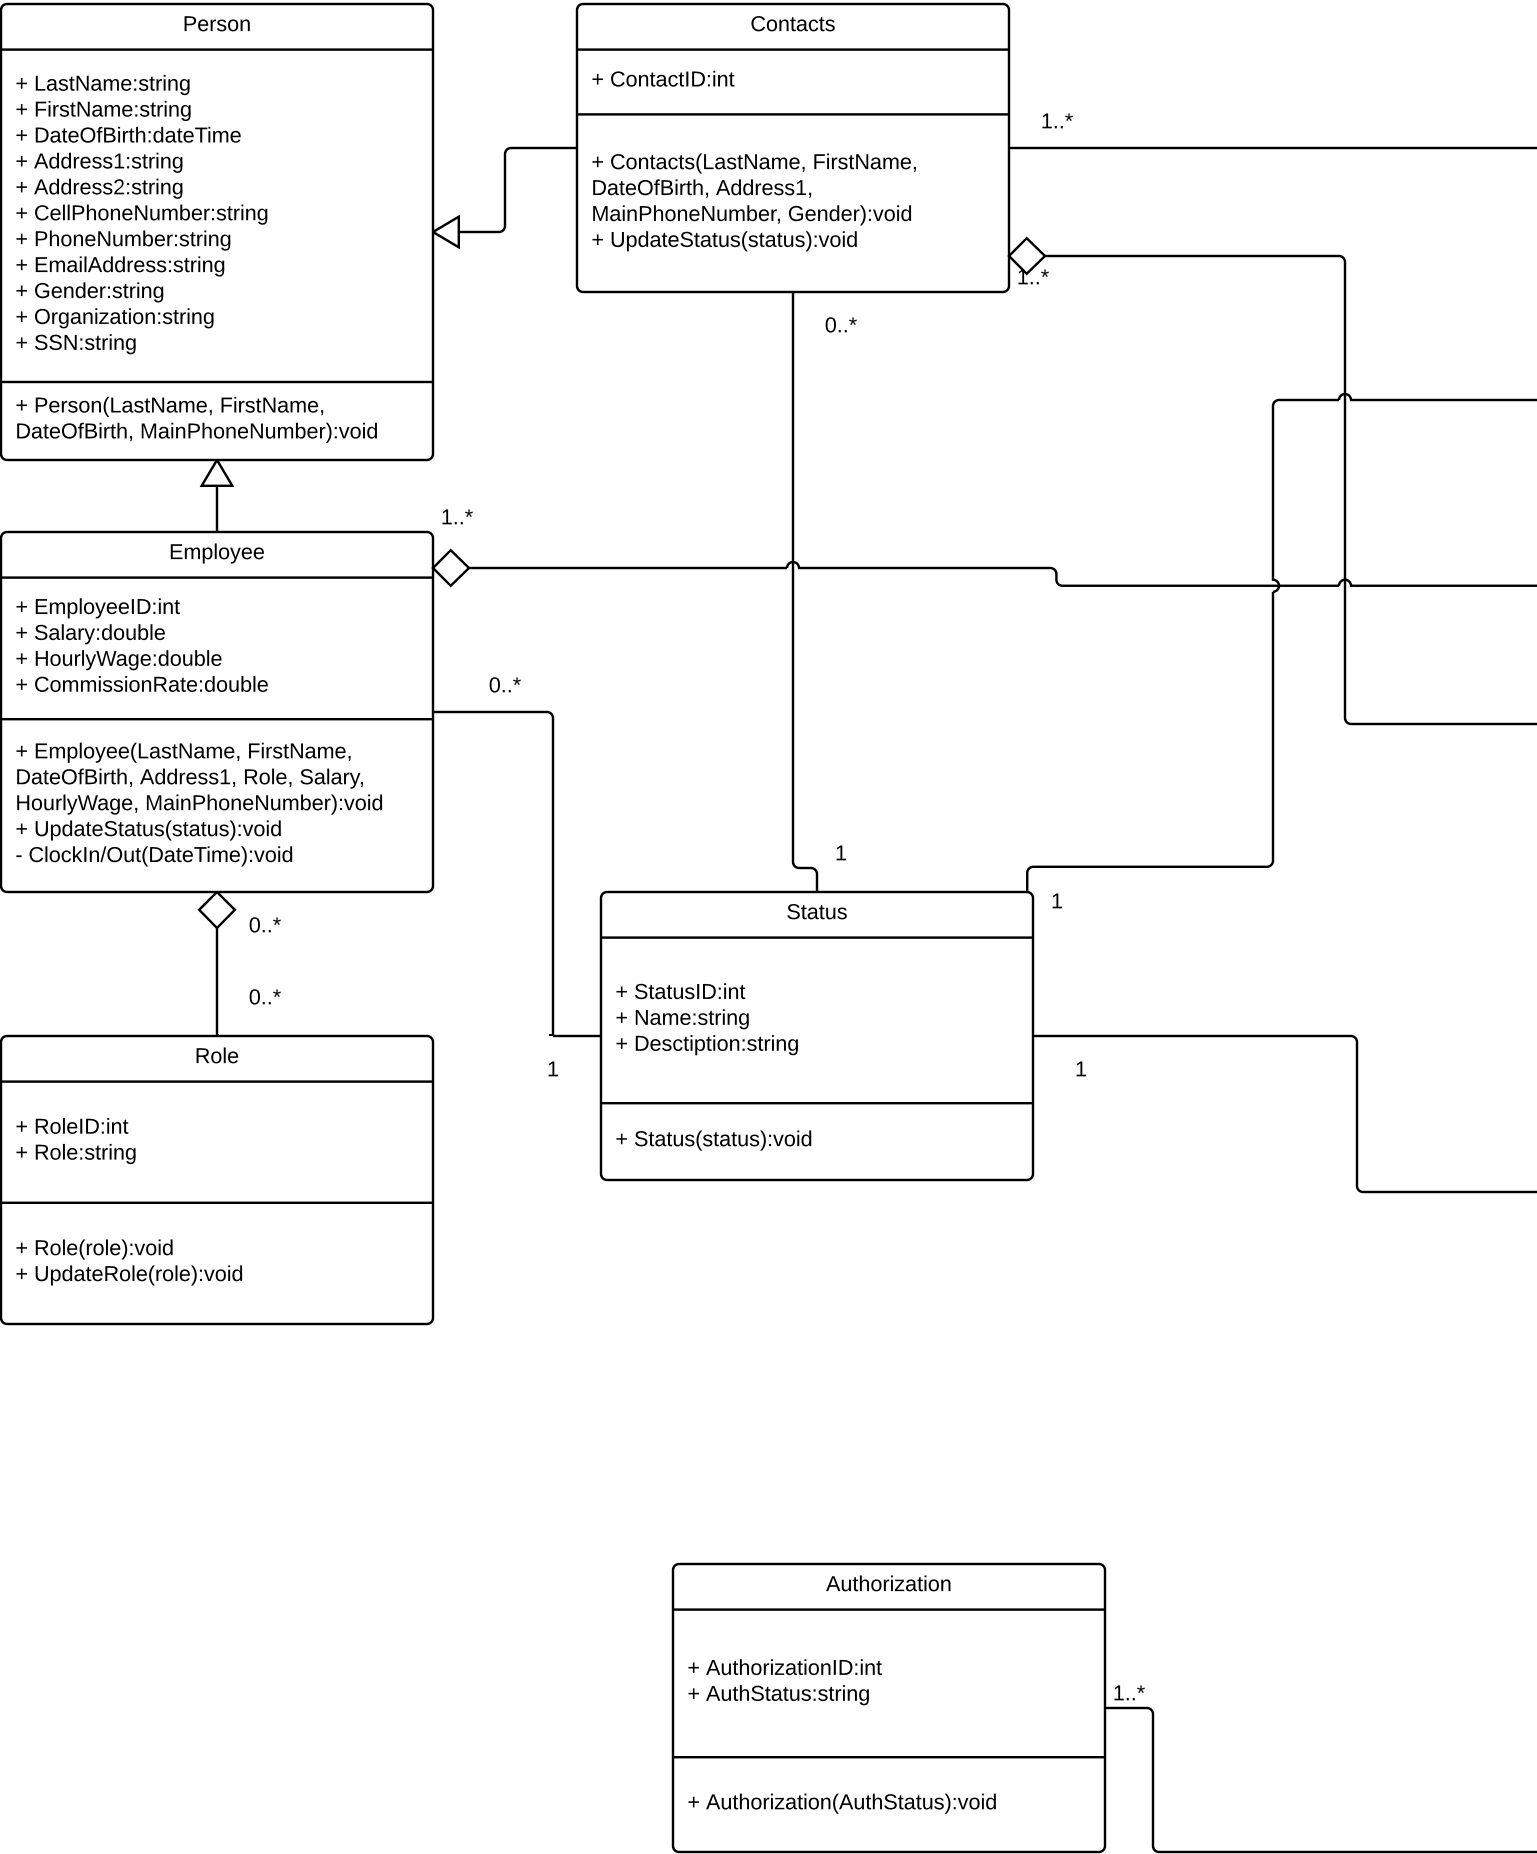 Person
+ LastName:string
+ FirstName:string
+ DateOfBirth:dateTime
+ Address1:string
+ Address2:string
+ CellPhoneNumber:string
+ PhoneNumber:string
+ EmailAddress:string
+ Gender:string
+ Organization:string
+ SSN:string
+ Person(LastName, FirstName,
DateOfBirth, MainPhoneNumber):void
Contacts
+ ContactID:int
+ Contacts(LastName, FirstName,
DateOfBirth, Address1,
MainPhoneNumber, Gender):void
+ UpdateStatus(status):void
1..*
1..*
0..*
1..*
Employee
+ EmployeeID:int
+ Salary:double
+ HourlyWage:double
+ CommissionRate:double
+ Employee(LastName, FirstName,
DateOfBirth, Address1, Role, Salary,
HourlyWage, MainPhoneNumber):void
+ UpdateStatus(status):void
- ClockIn/Out(DateTime):void
0..*
0..*
0..*
1
1
1
1
Role
+ RoleID:int
+ Role:string
+ Role(role):void
+ UpdateRole(role):void
Status
+ StatusID:int
+ Name:string
+ Desctiption:string
+ Status(status):void
Authorization
+ AuthorizationID:int
+ AuthStatus:string
+ Authorization(AuthStatus):void
1..*